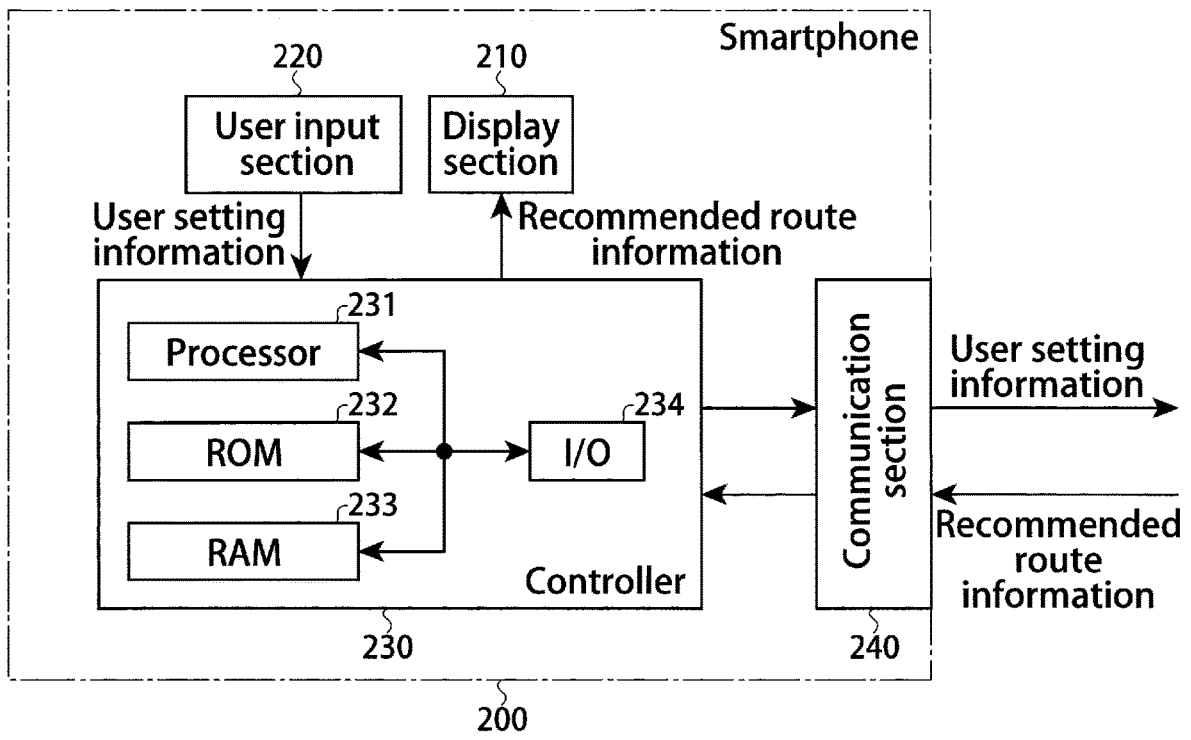 Smartphone
220
210
User input
section
Display
section
User setting
information
Recommended route
information
231
Processor
232
ROM
233
RAM
234
I/O
Controller
230
Communication
section
240
User setting
information
Recommended
route
information
200